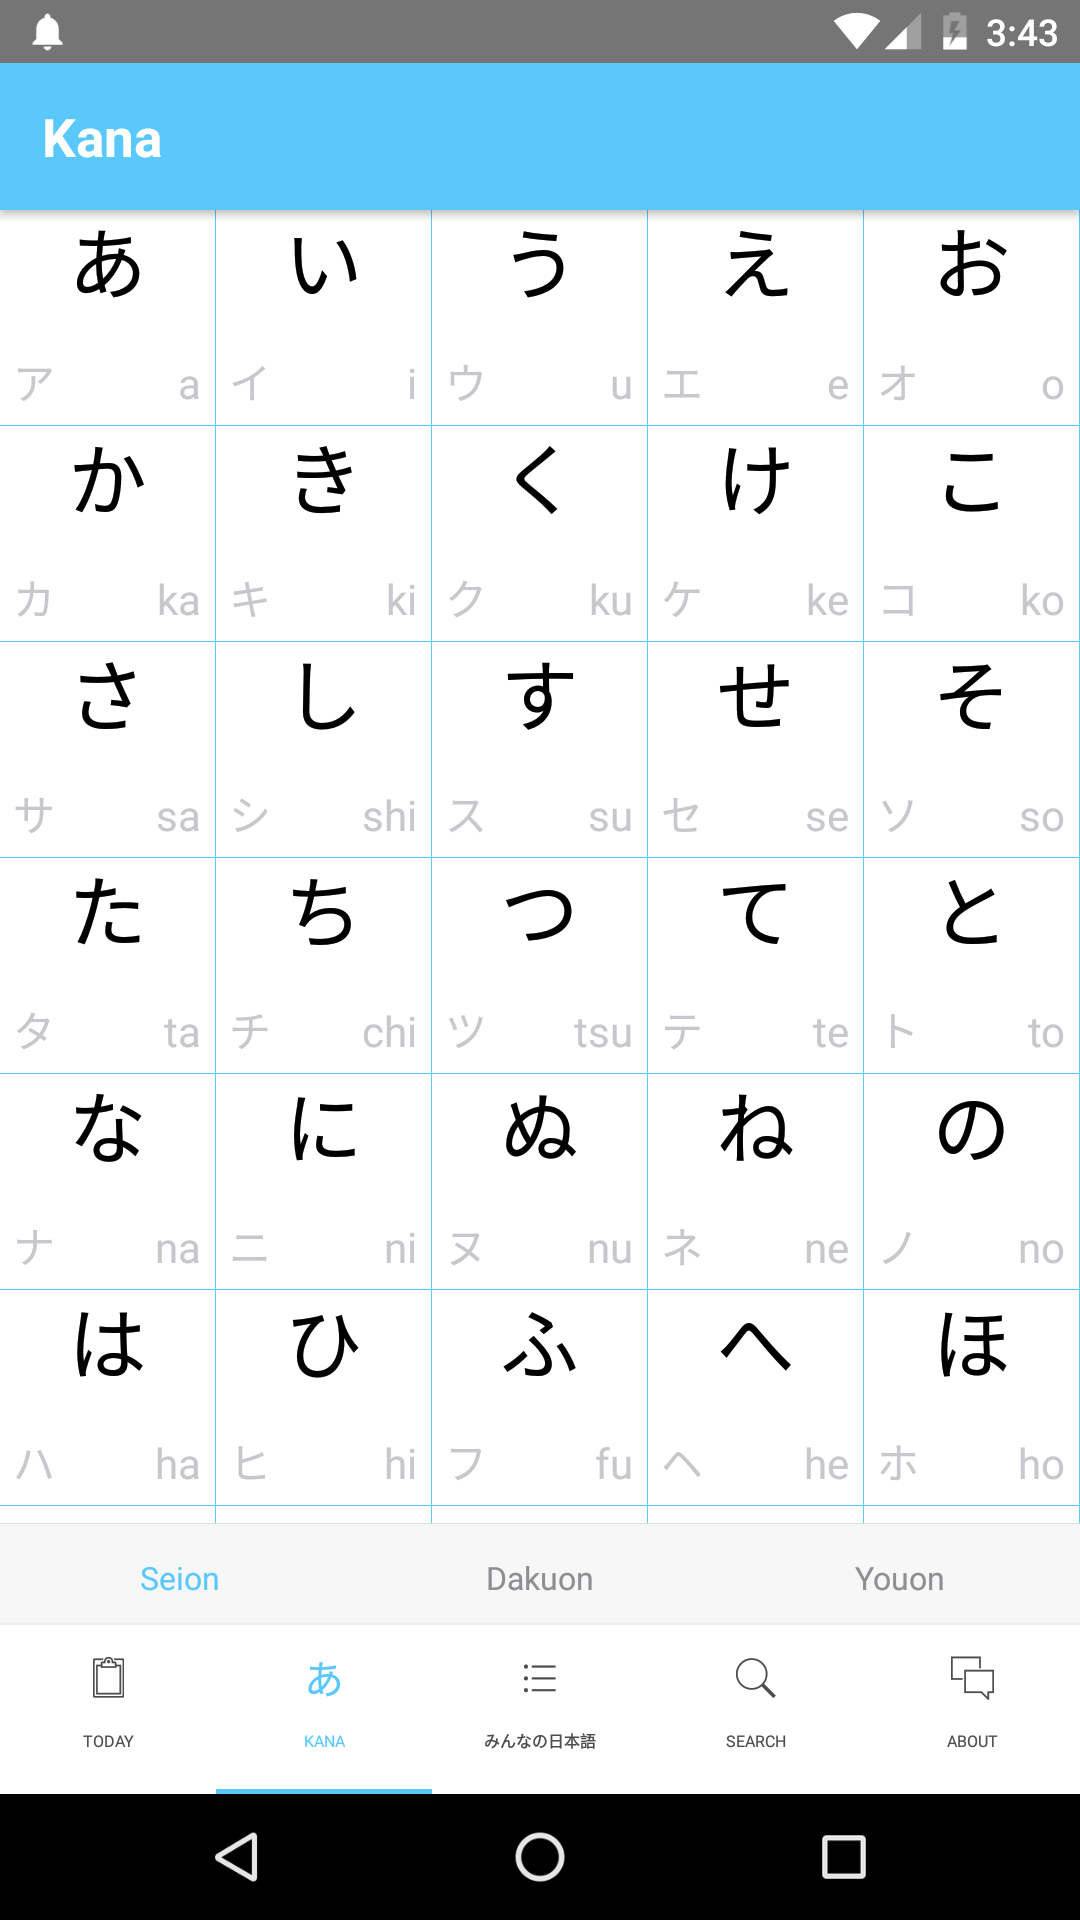 3:43
Kana
あ い う え お
ア a イ i ウ u エ e オ o
か き く け こ
カ ka キ ki ク ku ケ ke コ ko
さ し す せ そ
サ sa シ shi ス su セ se ソ so
た ち つ て と
タ ta チ chi ツ tsu テ te ト to
な に ぬ ね の
ナ na ニ ni ヌ nu ネ ne ノ no
は ひ ふ へ ほ
ハ ha ヒ hi フ fu ヘ he ホ ho
Seion Dakuon Youon
あ
TODAY KANA みんなの日本語 SEARCH ABOUT